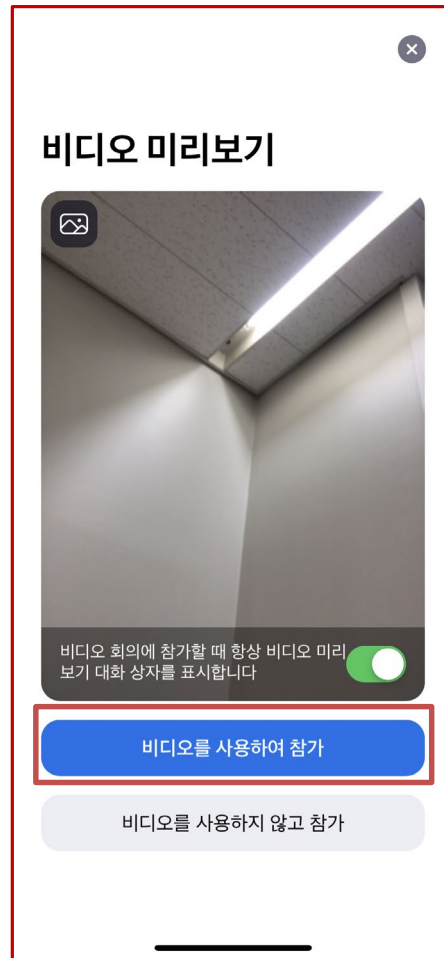 비디오 미리보기
비디오 회의에 참가할 때 항상 비디오 미리
보기 대화 상자를 표시합니다
비디오를 사용하여 참가
비디오를 사용하지 않고 참가